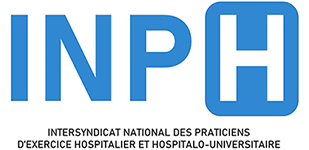 INPH
INTERSYNDICAT NATIONAL DES PRATICIENS
D'EXERCICE HOSPITALIER ET HOSPITALO-UNIVERSITAIRE